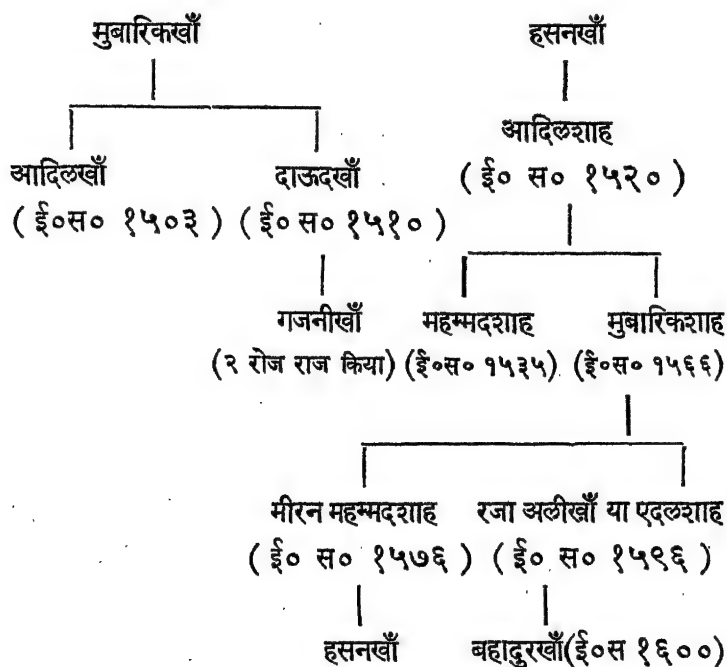 मुबारिकखाँ हसनखाँ
आदिलशाह
आदिलखाँ दाऊदखाँ ( ई० स० १५२० )
( ई०स० १५०३ ) (ई० स० १५१० )
गजनीखाँ महम्मदशाह मुबारिकशाह
(२ रोज राज किया) (ई०स० १५३५) (ई०स० १५६६)
मीरन महम्मदशाह रजा अलीखाँ या एदलशाह
( ई० स० १५७६ ) ( ई० स० १५९६ )
हसनखाँ बहादुरखाँ(ई०स १६००)